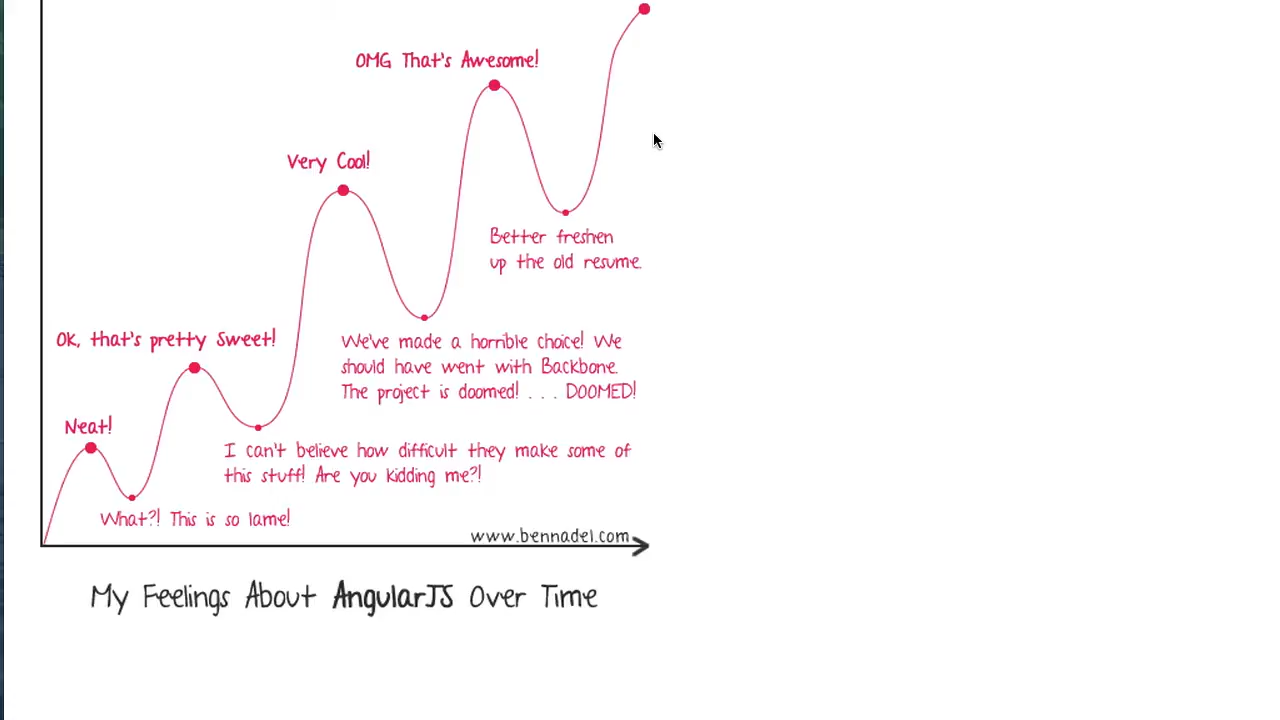 OMG That's Awesome!
Very Cool!
Better freshen
up the old resume.
Ok, that's pretty Sweet!
We've made a horrible choice! We
should have went with Backbone.
The project is doomed! . . . DOOMED!
Neat!
I can't believe how difficult they make some of
this stuff! Are you kidding me?!
What?! This is so lame!
www.bennadel.com
My Feelings About AngularJS Over Time